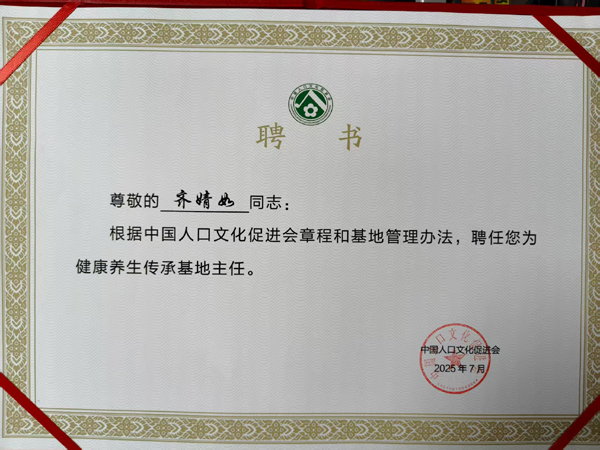 聘书
尊敬的 齐婧如 同志：
根据中国人口文化促进会章程和基地管理办法，聘任您为
健康养生传承基地主任。
中国人口文化促进会
2025年7月